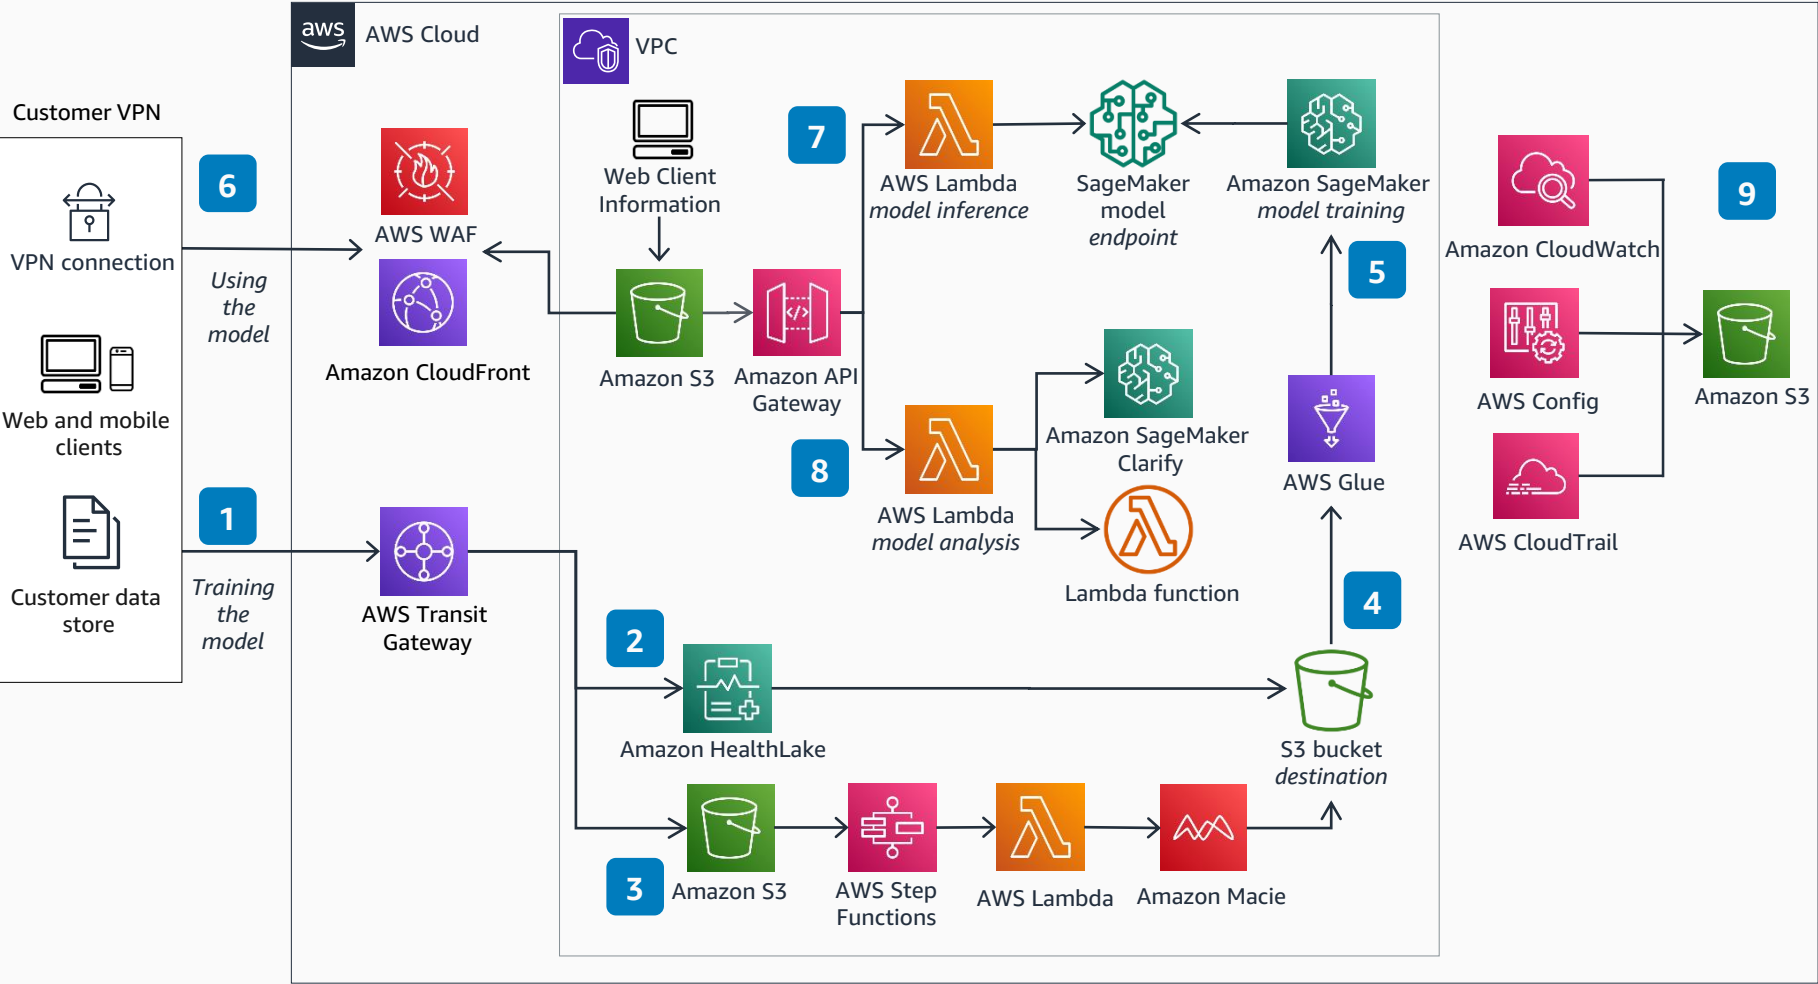 aws
AWS Cloud
VPC
Customer VPN
VPN connection
Web and mobile
clients
Customer data
store
6
Using
the
model
1
Training
the
model
AWS WAF
Amazon CloudFront
AWS Transit
Gateway
Web Client
Information
Amazon S3
Amazon API
Gateway
7
AWS Lambda
model inference
SageMaker
model
endpoint
Amazon SageMaker
model training
5
8
AWS Lambda
model analysis
Amazon SageMaker
Clarify
Lambda function
AWS Glue
4
2
Amazon HealthLake
S3 bucket
destination
3
Amazon S3
AWS Step
Functions
AWS Lambda
Amazon Macie
9
Amazon CloudWatch
AWS Config
AWS CloudTrail
Amazon S3